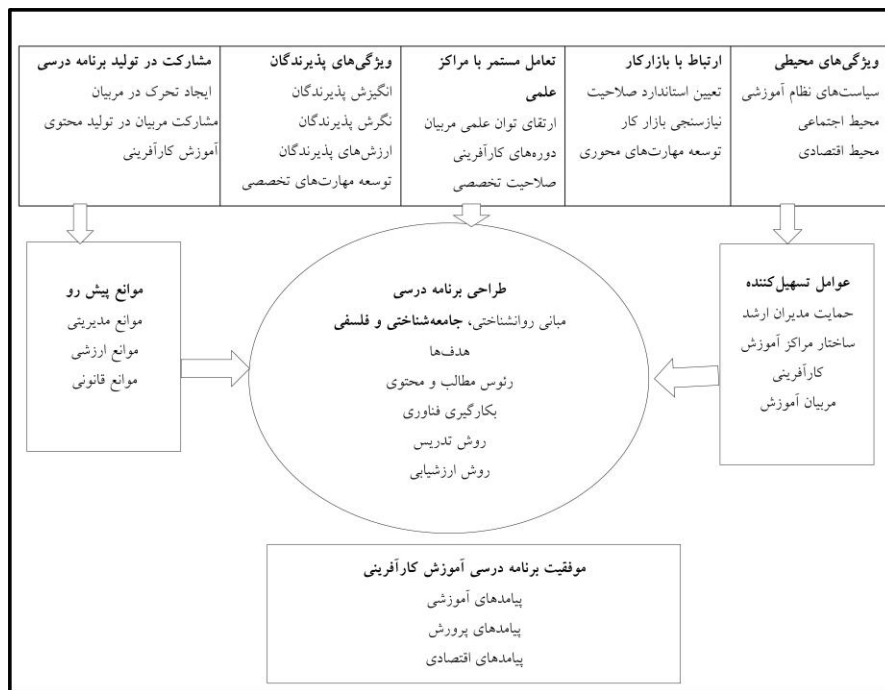 ویژگی‌های محیطی
سیاست‌های نظام آموزشی
محیط اجتماعی
محیط اقتصادی
ارتباط با بازارکار
تعیین استاندارد صلاحیت
نیازسنجی بازار کار
توسعه مهارت‌های محوری
تعامل مستمر با مراکز
علمی
ارتقای توان علمی مربیان
دوره‌های کارآفرینی
صلاحیت تخصصی
ویژگی‌های پذیرندگان
انگیزش پذیرندگان
نگرش پذیرندگان
ارزش‌های پذیرندگان
توسعه مهارت‌های تخصصی
مشارکت در تولید برنامه درسی
ایجاد تحرک در مربیان
مشارکت مربیان در تولید محتوی
آموزش کارآفرینی
عوامل تسهیل‌کننده
حمایت مدیران ارشد
ساختار مراکز آموزش
کارآفرینی
مربیان آموزش
طراحی برنامه درسی
مبانی روانشناختی، جامعه‌شناختی و فلسفی
هدف‌ها
رئوس مطالب و محتوی
بکارگیری فناوری
روش تدریس
روش ارزشیابی
موانع پیش رو
موانع مدیریتی
موانع ارزشی
موانع قانونی
موفقیت برنامه درسی آموزش کارآفرینی
پیامدهای آموزشی
پیامدهای پرورش
پیامدهای اقتصادی